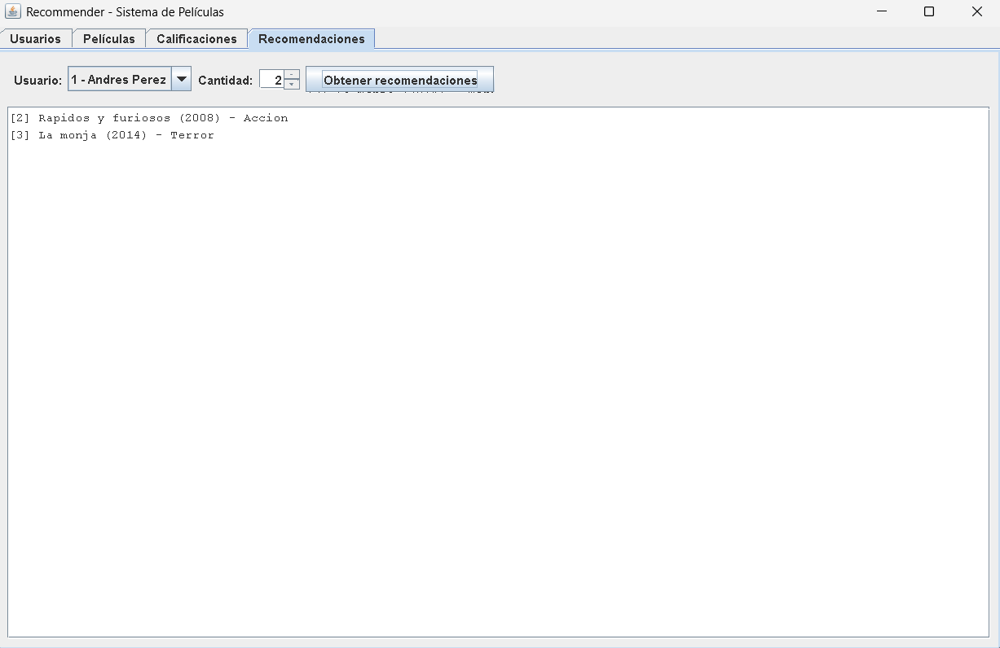 Recommender - Sistema de Películas
Usuarios Películas Calificaciones Recomendaciones
Usuario: 1 - Andres Perez Cantidad: 2 Obtener recomendaciones
[2] Rapidos y furiosos (2008) - Accion
[3] La monja (2014) - Terror